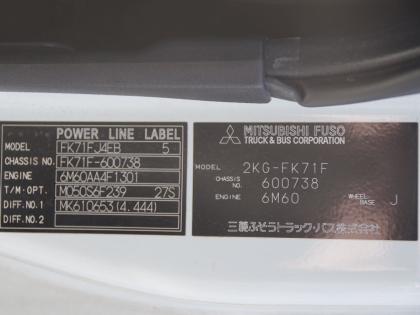 POWER LINE LABEL
MODEL FK71FJ4EB 5
CHASSIS NO. FK71F-600738
ENGINE 6M60AA4F1301
T/M·OPT. M050S6F239 27S
DIFF.NO.1 MK610653(4.444)
DIFF.NO.2
MITSUBISHI FUSO
TRUCK & BUS CORPORATION
MODEL 2KG-FK71F
CHASSIS 600738
ENGINE 6M60 WHEEL BASE J
三菱ふそうトラック・バス株式会社